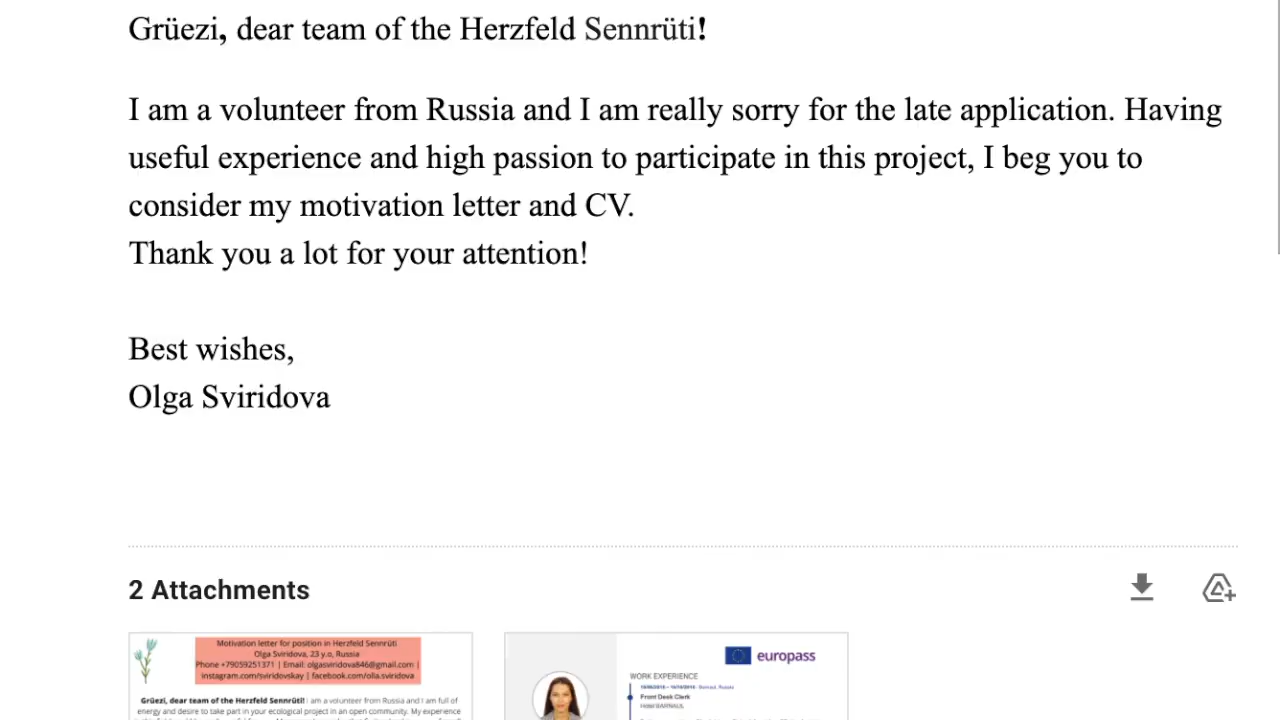 Grüezi, dear team of the Herzfeld Sennrüti!
I am a volunteer from Russia and I am really sorry for the late application. Having
useful experience and high passion to participate in this project, I beg you to
consider my motivation letter and CV.
Thank you a lot for your attention!
Best wishes,
Olga Sviridova
2 Attachments
Motivation letter for position in Herzfeld Sennrüti
Olga Sviridova, 23 y.o, Russia
Phone +79059251371 | Email: olgasviridova846@gmail.com |
instagram.com/sviridovskay | facebook.com/olla.sviridova
Grüezi, dear team of the Herzfeld Sennrüti! I am a volunteer from Russia and I am full of
energy and desire to take part in your ecological project in an open community. My experience
europass
WORK EXPERIENCE
Barnaul, Russia
Front Desk Clerk
Hotel BARNAUL